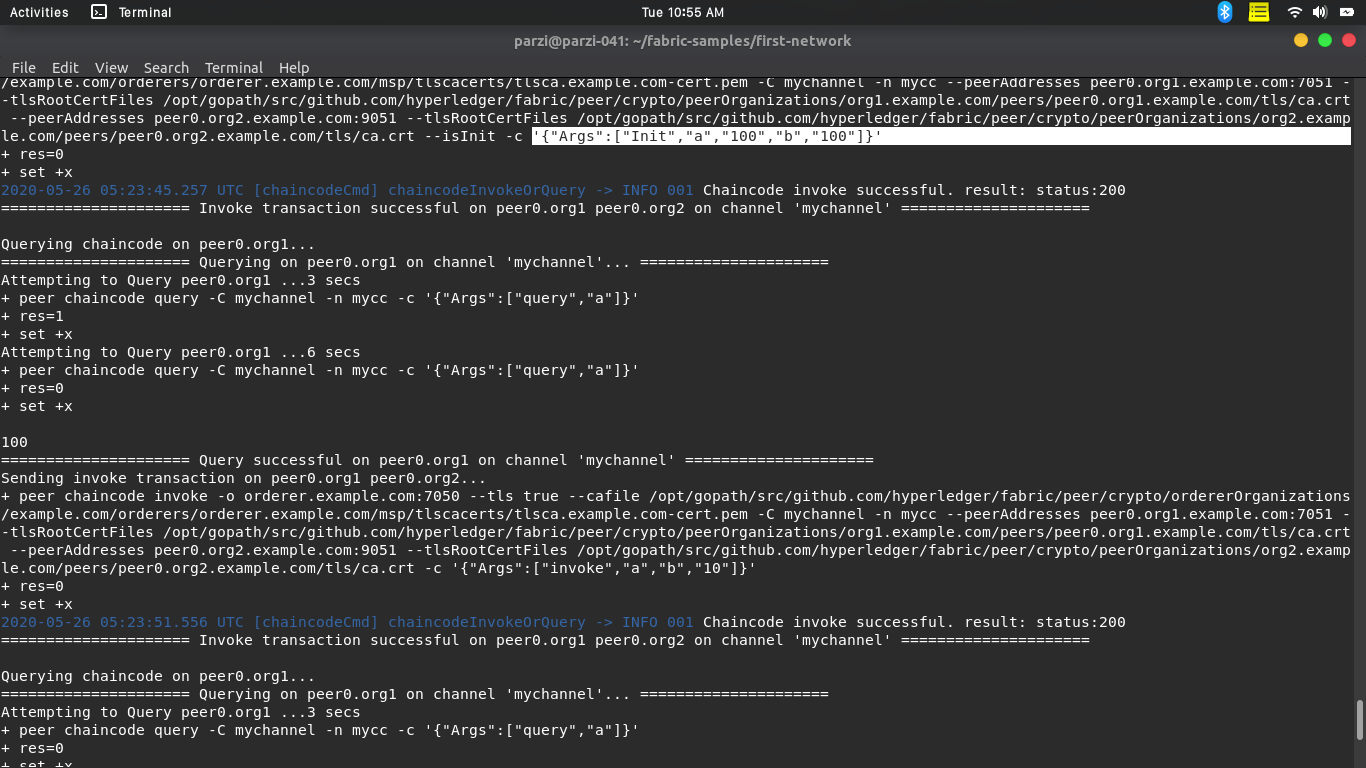 Activities Terminal Tue 10:55 AM
parzi@parzi-041: ~/fabric-samples/first-network
File Edit View Search Terminal Help
/example.com/orderers/orderer.example.com/msp/tlscacerts/tlsca.example.com-cert.pem -C mychannel -n mycc --peerAddresses peer0.org1.example.com:7051 -
-tlsRootCertFiles /opt/gopath/src/github.com/hyperledger/fabric/peer/crypto/peerOrganizations/org1.example.com/peers/peer0.org1.example.com/tls/ca.crt
 --peerAddresses peer0.org2.example.com:9051 --tlsRootCertFiles /opt/gopath/src/github.com/hyperledger/fabric/peer/crypto/peerOrganizations/org2.examp
le.com/peers/peer0.org2.example.com/tls/ca.crt --isInit -c '{"Args":["Init","a","100","b","100"]}'
+ res=0
+ set +x
2020-05-26 05:23:45.257 UTC [chaincodeCmd] chaincodeInvokeOrQuery -> INFO 001 Chaincode invoke successful. result: status:200
===================== Invoke transaction successful on peer0.org1 peer0.org2 on channel 'mychannel' =====================
Querying chaincode on peer0.org1...
===================== Querying on peer0.org1 on channel 'mychannel'... =====================
Attempting to Query peer0.org1 ...3 secs
+ peer chaincode query -C mychannel -n mycc -c '{"Args":["query","a"]}'
+ res=1
+ set +x
Attempting to Query peer0.org1 ...6 secs
+ peer chaincode query -C mychannel -n mycc -c '{"Args":["query","a"]}'
+ res=0
+ set +x
100
===================== Query successful on peer0.org1 on channel 'mychannel' =====================
Sending invoke transaction on peer0.org1 peer0.org2...
+ peer chaincode invoke -o orderer.example.com:7050 --tls true --cafile /opt/gopath/src/github.com/hyperledger/fabric/peer/crypto/ordererOrganizations
/example.com/orderers/orderer.example.com/msp/tlscacerts/tlsca.example.com-cert.pem -C mychannel -n mycc --peerAddresses peer0.org1.example.com:7051 -
-tlsRootCertFiles /opt/gopath/src/github.com/hyperledger/fabric/peer/crypto/peerOrganizations/org1.example.com/peers/peer0.org1.example.com/tls/ca.crt
 --peerAddresses peer0.org2.example.com:9051 --tlsRootCertFiles /opt/gopath/src/github.com/hyperledger/fabric/peer/crypto/peerOrganizations/org2.examp
le.com/peers/peer0.org2.example.com/tls/ca.crt -c '{"Args":["invoke","a","b","10"]}'
+ res=0
+ set +x
2020-05-26 05:23:51.556 UTC [chaincodeCmd] chaincodeInvokeOrQuery -> INFO 001 Chaincode invoke successful. result: status:200
===================== Invoke transaction successful on peer0.org1 peer0.org2 on channel 'mychannel' =====================
Querying chaincode on peer0.org1...
===================== Querying on peer0.org1 on channel 'mychannel'... =====================
Attempting to Query peer0.org1 ...3 secs
+ peer chaincode query -C mychannel -n mycc -c '{"Args":["query","a"]}'
+ res=0
+ set +x